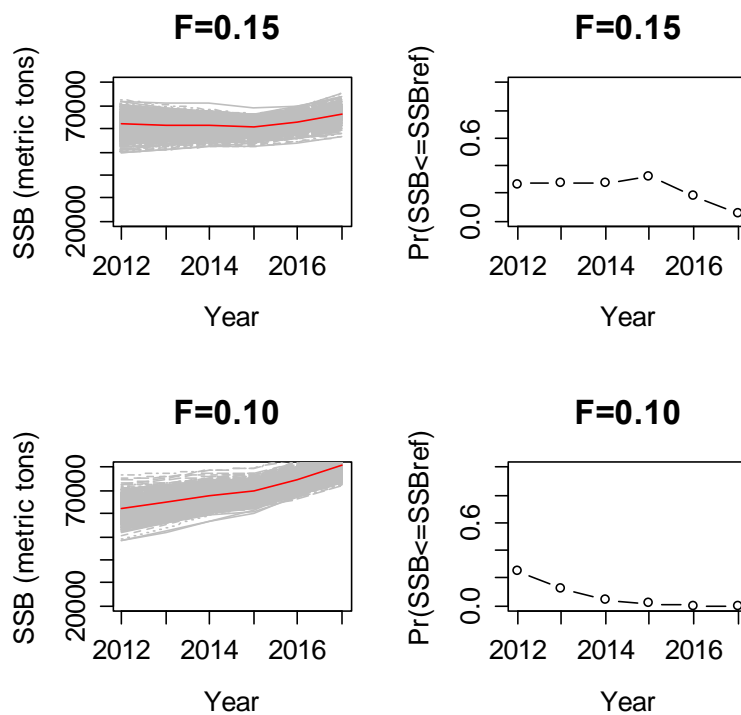 F=0.15
SSB (metric tons)
70000
20000
2012 2014 2016
Year
F=0.15
Pr(SSB<=SSBref)
0.6
0.0
2012 2014 2016
Year
F=0.10
SSB (metric tons)
70000
20000
2012 2014 2016
Year
F=0.10
Pr(SSB<=SSBref)
0.6
0.0
2012 2014 2016
Year